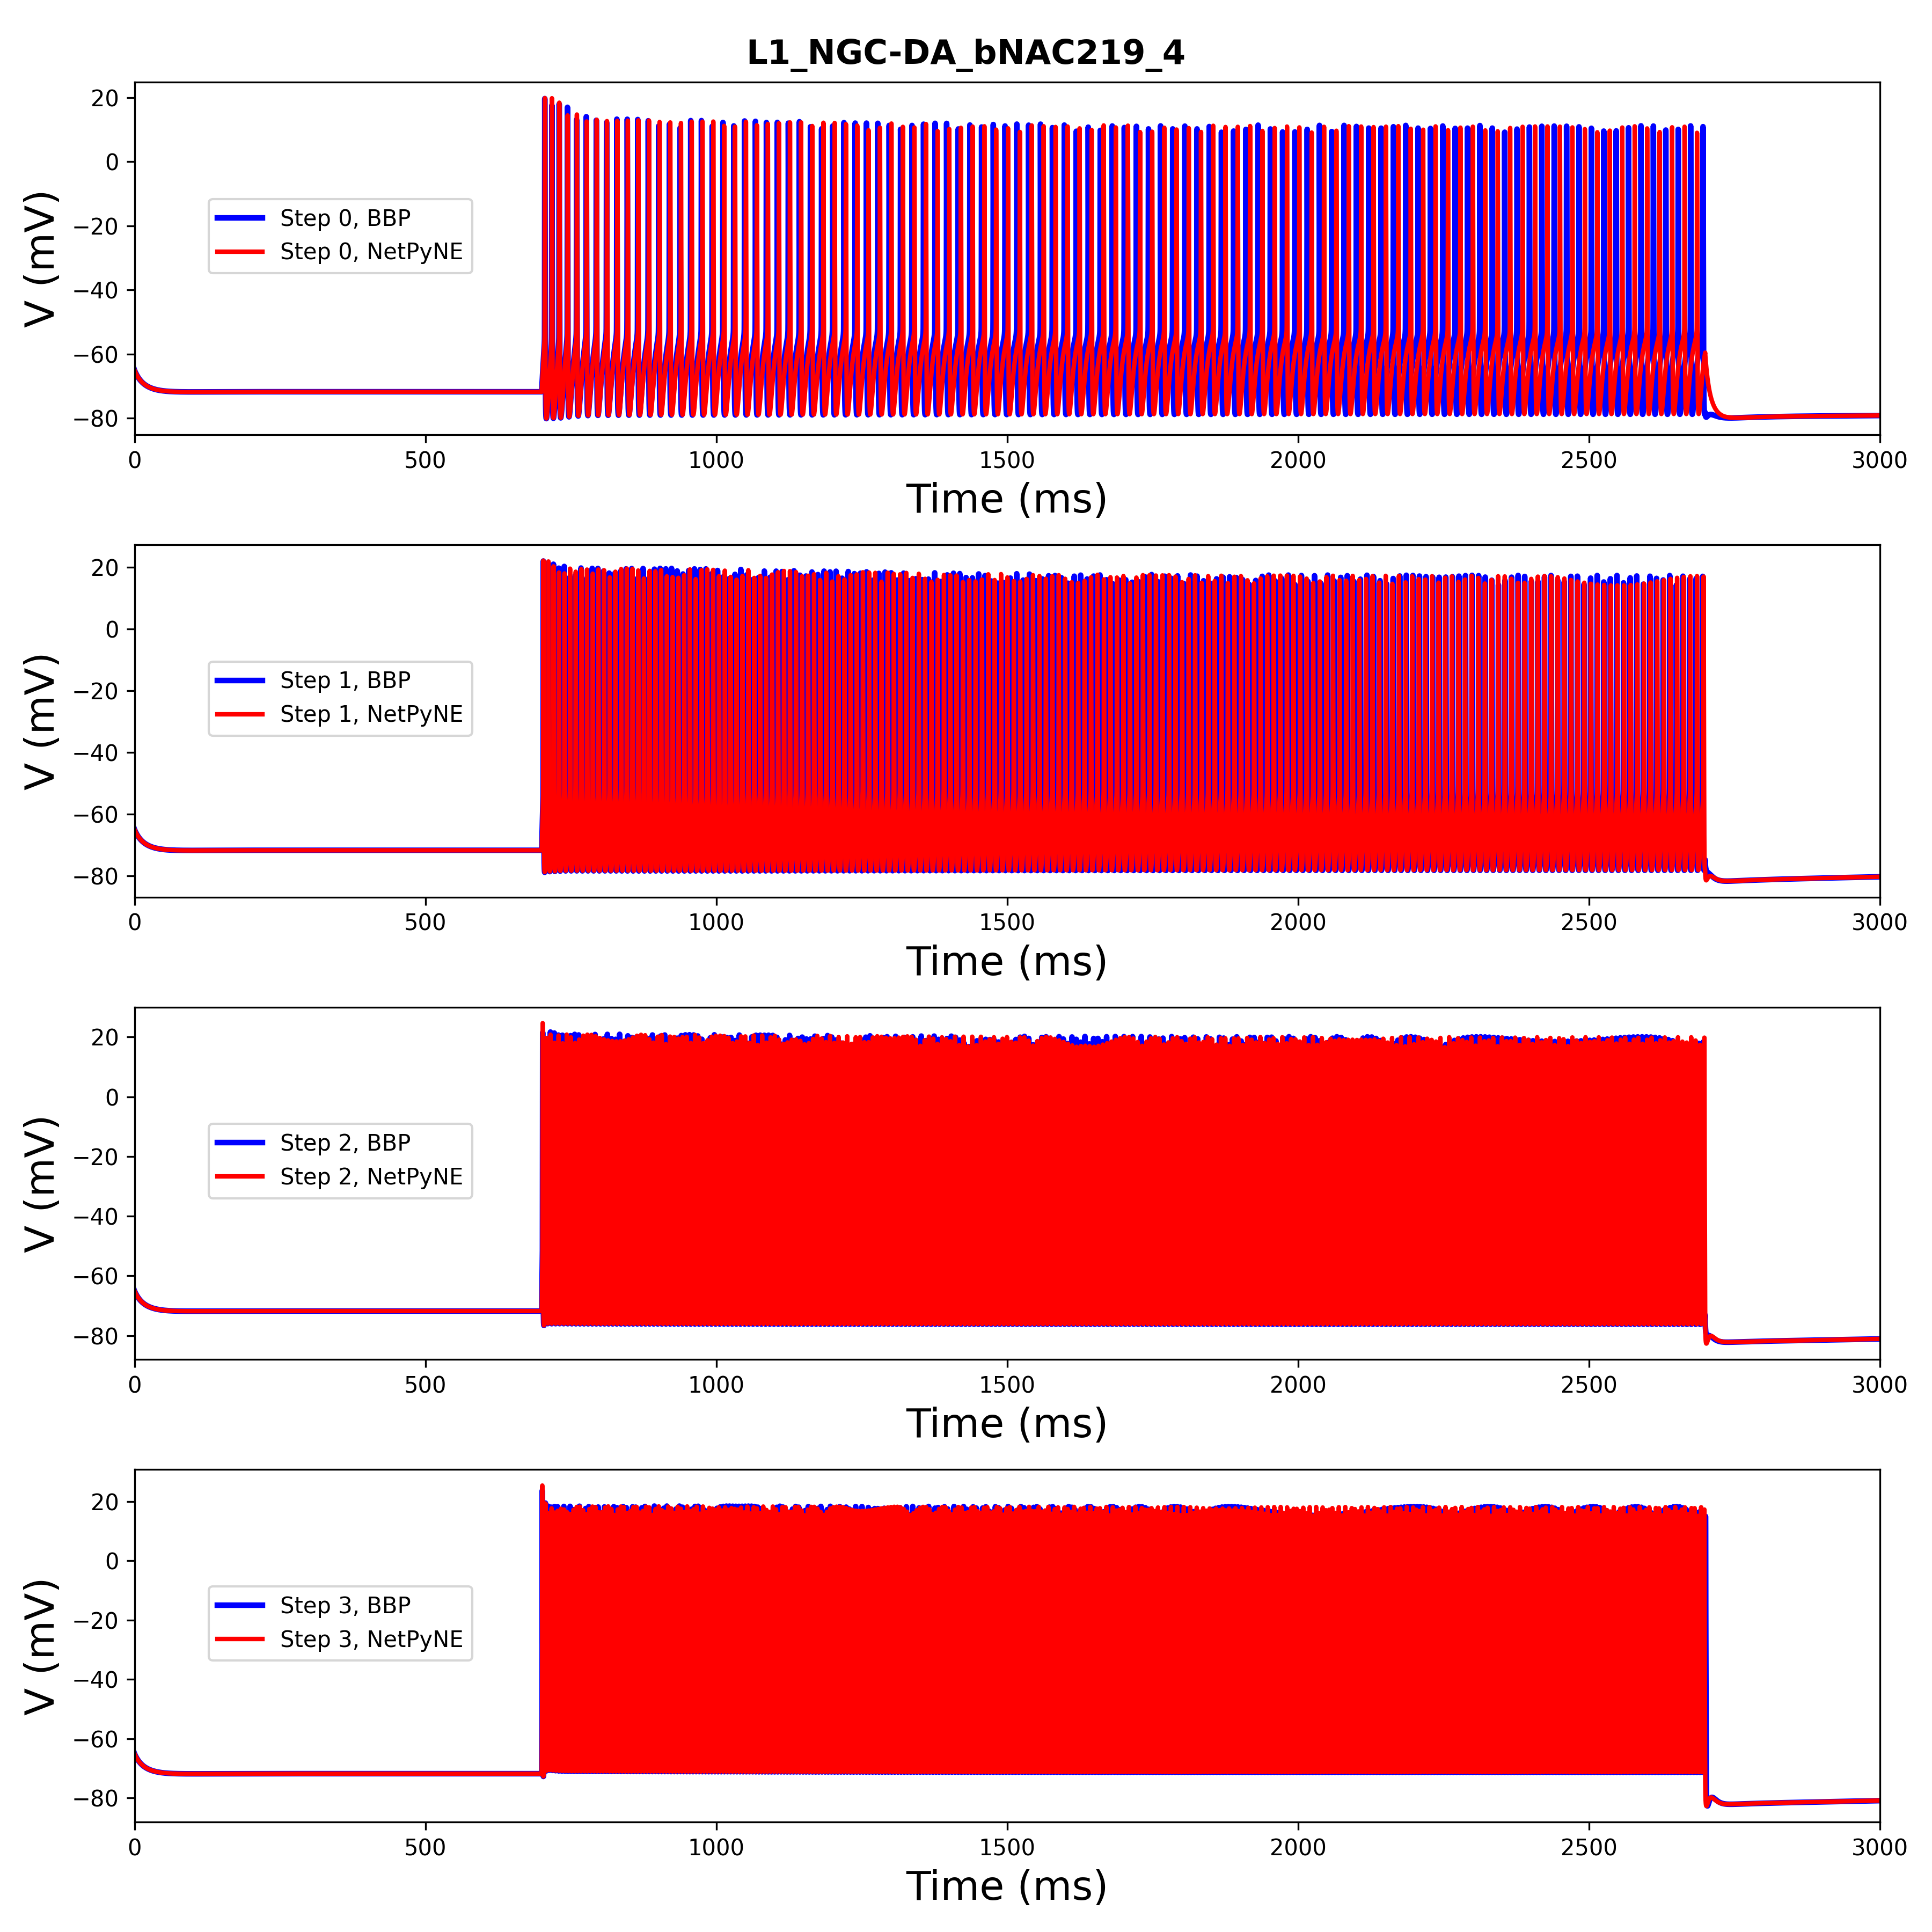 L1_NGC-DA_bNAC219_4
20
0
−20
−40
−60
−80
V (mV)
Step 0, BBP
Step 0, NetPyNE
0 500 1000 1500 2000 2500 3000
Time (ms)
20
0
−20
−40
−60
−80
V (mV)
Step 1, BBP
Step 1, NetPyNE
0 500 1000 1500 2000 2500 3000
Time (ms)
20
0
−20
−40
−60
−80
V (mV)
Step 2, BBP
Step 2, NetPyNE
0 500 1000 1500 2000 2500 3000
Time (ms)
20
0
−20
−40
−60
−80
V (mV)
Step 3, BBP
Step 3, NetPyNE
0 500 1000 1500 2000 2500 3000
Time (ms)